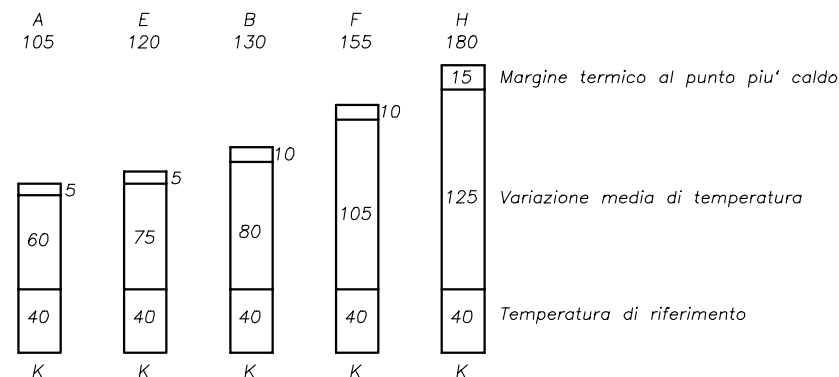 A E B F H
105 120 130 155 180
15 Margine termico al punto piu‘ caldo
10
10
5 5
60 75 80 105 125 Variazione media di temperatura
40 40 40 40 40 Temperatura di riferimento
K K K K K